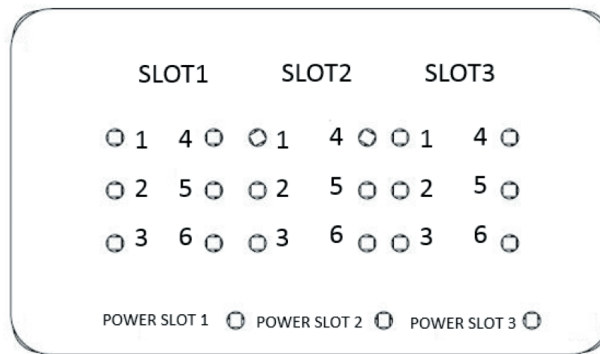 SLOT1 SLOT2 SLOT3
1 4 1 4 1 4
2 5 2 5 2 5
3 6 3 6 3 6
POWER SLOT 1 POWER SLOT 2 POWER SLOT 3